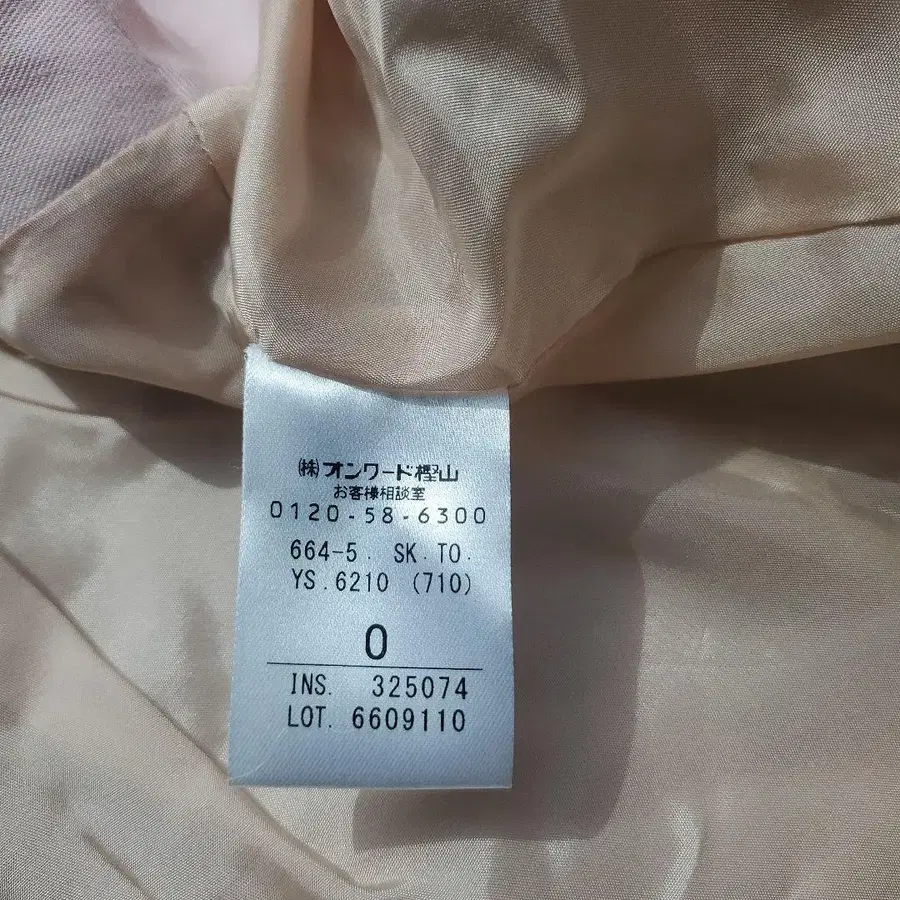 ㈱オンワード樫山
お客様相談室
0120-58-6300
664-5. SK.TO.
YS.6210 (710)
0
INS. 325074
LOT. 6609110